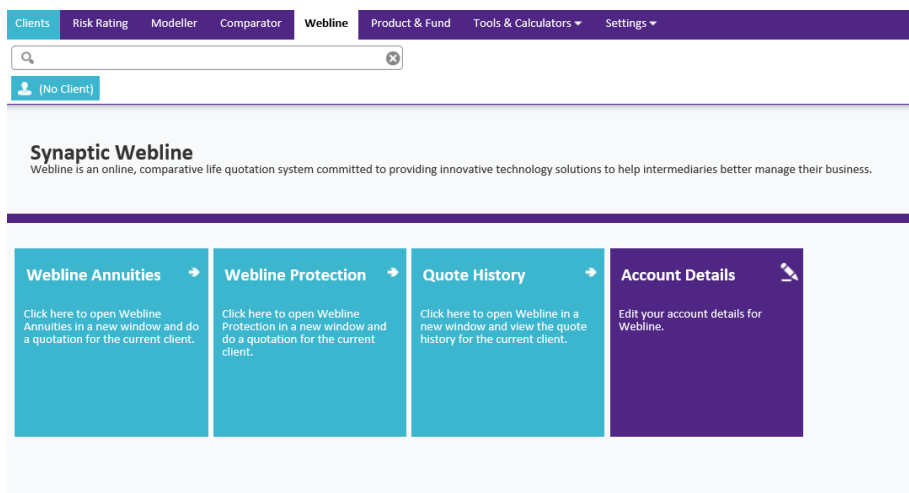 Clients Risk Rating Modeller Comparator Webline Product & Fund Tools & Calculators Settings
(No Client)
Synaptic Webline
Webline is an online, comparative life quotation system committed to providing innovative technology solutions to help intermediaries better manage their business.
Webline Annuities
Click here to open Webline
Annuities in a new window and do
a quotation for the current client.
Webline Protection
Click here to open Webline
Protection in a new window and
do a quotation for the current
client.
Quote History
Click here to open Webline in a
new window and view the quote
history for the current client.
Account Details
Edit your account details for
Webline.